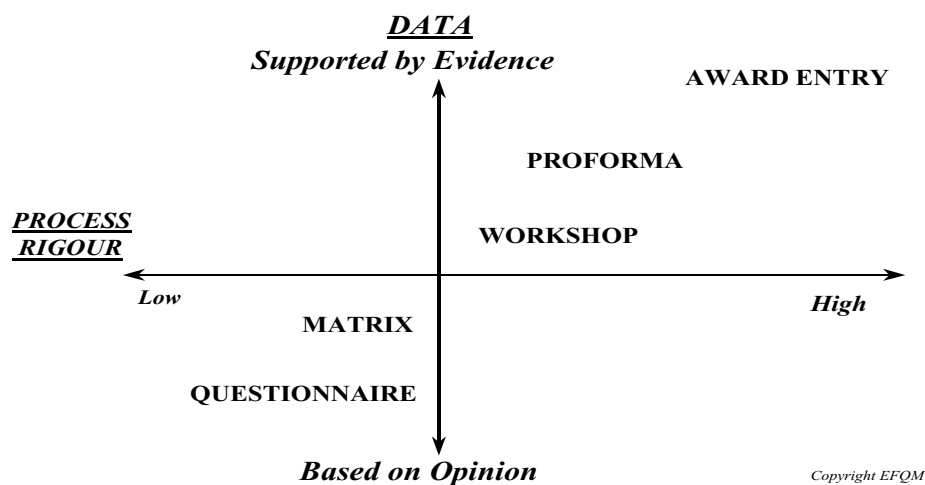 DATA
Supported by Evidence
AWARD ENTRY
PROFORMA
PROCESS
RIGOUR
WORKSHOP
Low
High
MATRIX
QUESTIONNAIRE
Based on Opinion
Copyright EFQM